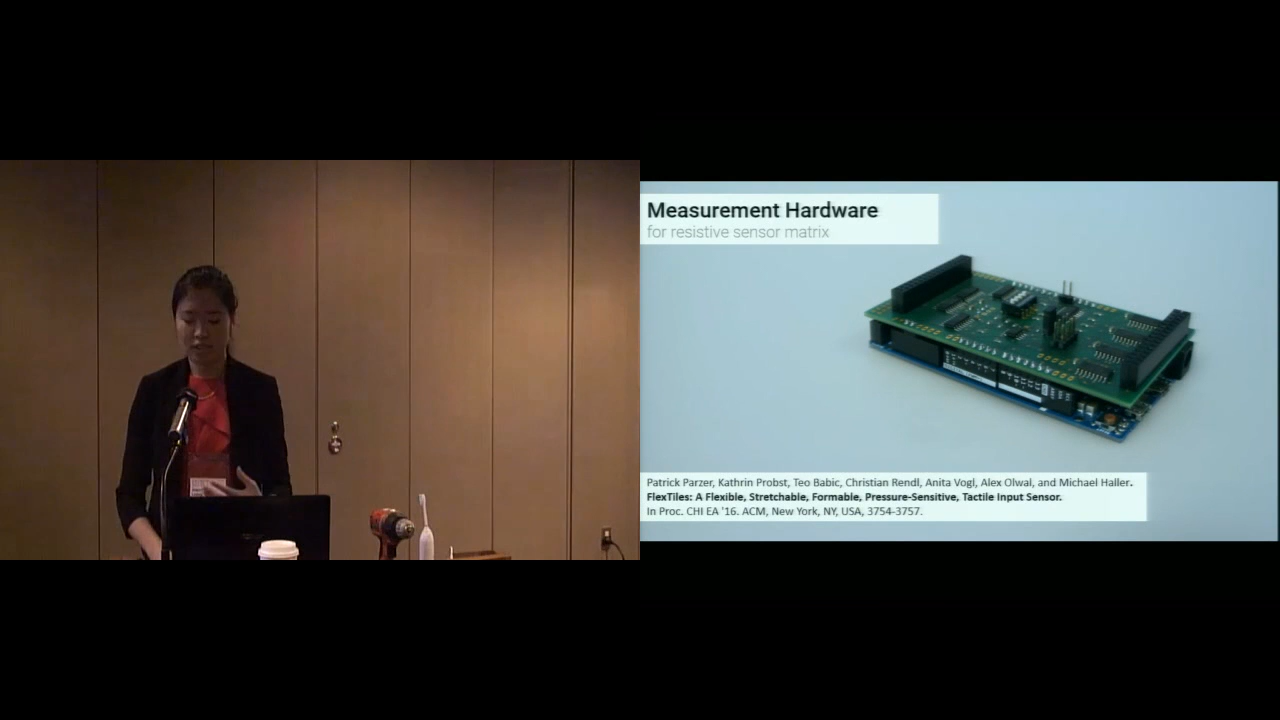 Measurement Hardware
for resistive sensor matrix
Patrick Parzer, Kathrin Probst, Teo Babic, Christian Rendl, Anita Vogl, Alex Olwal, and Michael Haller.
FlexTiles: A Flexible, Stretchable, Formable, Pressure-Sensitive, Tactile Input Sensor.
In Proc. CHI EA '16. ACM, New York, NY, USA, 3754-3757.